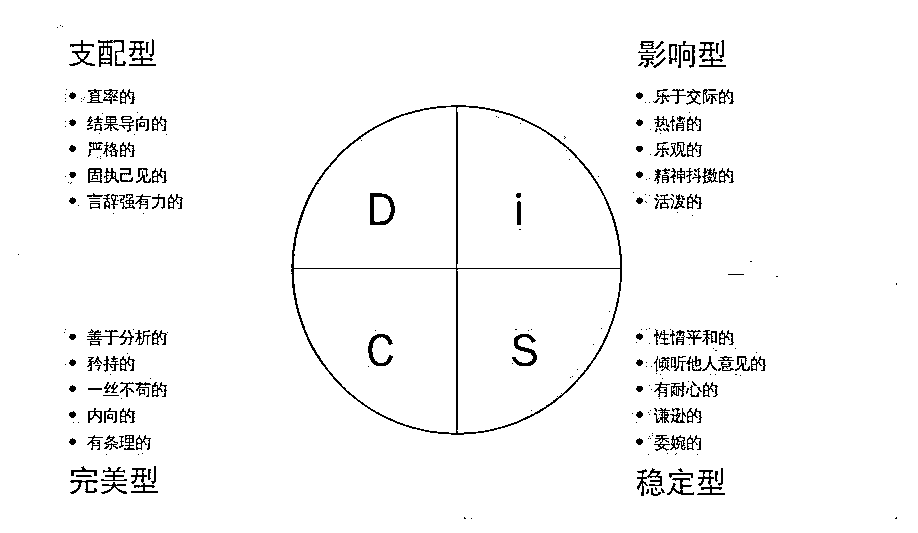 支配型
• 直率的
• 结果导向的
• 严格的
• 固执己见的
• 言辞强有力的
影响型
• 乐于交际的
• 热情的
• 乐观的
• 精神抖擞的
• 活泼的
D
i
C
S
• 善于分析的
• 矜持的
• 一丝不苟的
• 内向的
• 有条理的
完美型
• 性情平和的
• 倾听他人意见的
• 有耐心的
• 谦逊的
• 委婉的
稳定型